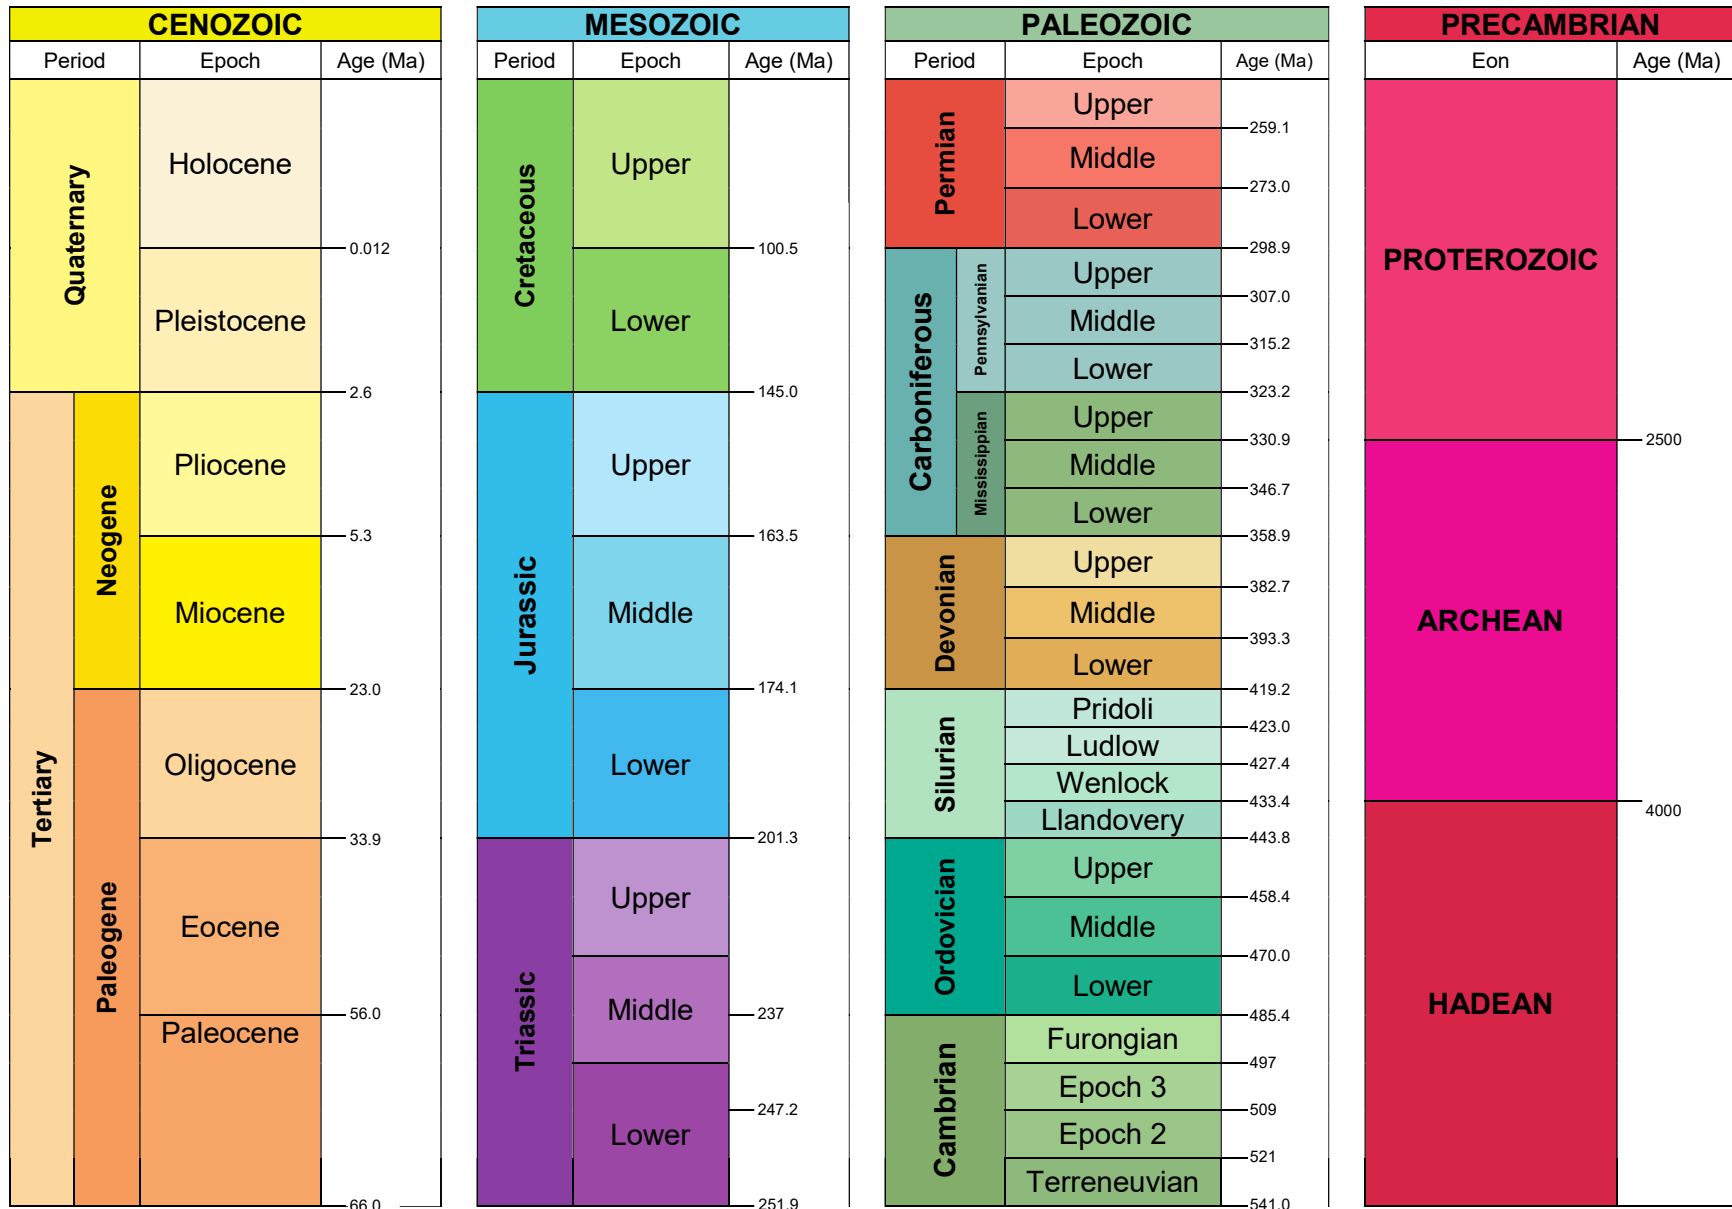 CENOZOIC
Period Epoch Age (Ma)
Quaternary
Holocene
0.012
Pleistocene
2.6
Tertiary
Neogene
Pliocene
5.3
Miocene
23.0
Paleogene
Oligocene
33.9
Eocene
56.0
Paleocene
66.0
MESOZOIC
Period Epoch Age (Ma)
Cretaceous
Upper
100.5
Lower
145.0
Jurassic
Upper
163.5
Middle
174.1
Lower
201.3
Triassic
Upper
Middle
237
Lower
247.2
251.9
PALEOZOIC
Period Epoch Age (Ma)
Permian
Upper
259.1
Middle
273.0
Lower
298.9
Carboniferous
Pennsylvanian
Upper
307.0
Middle
315.2
Lower
323.2
Mississippian
Upper
330.9
Middle
346.7
Lower
358.9
Devonian
Upper
382.7
Middle
393.3
Lower
419.2
Silurian
Pridoli
423.0
Ludlow
427.4
Wenlock
433.4
Llandovery
443.8
Ordovician
Upper
458.4
Middle
470.0
Lower
485.4
Cambrian
Furongian
497
Epoch 3
509
Epoch 2
521
Terreneuvian
541.0
PRECAMBRIAN
Eon Age (Ma)
PROTEROZOIC
2500
ARCHEAN
4000
HADEAN